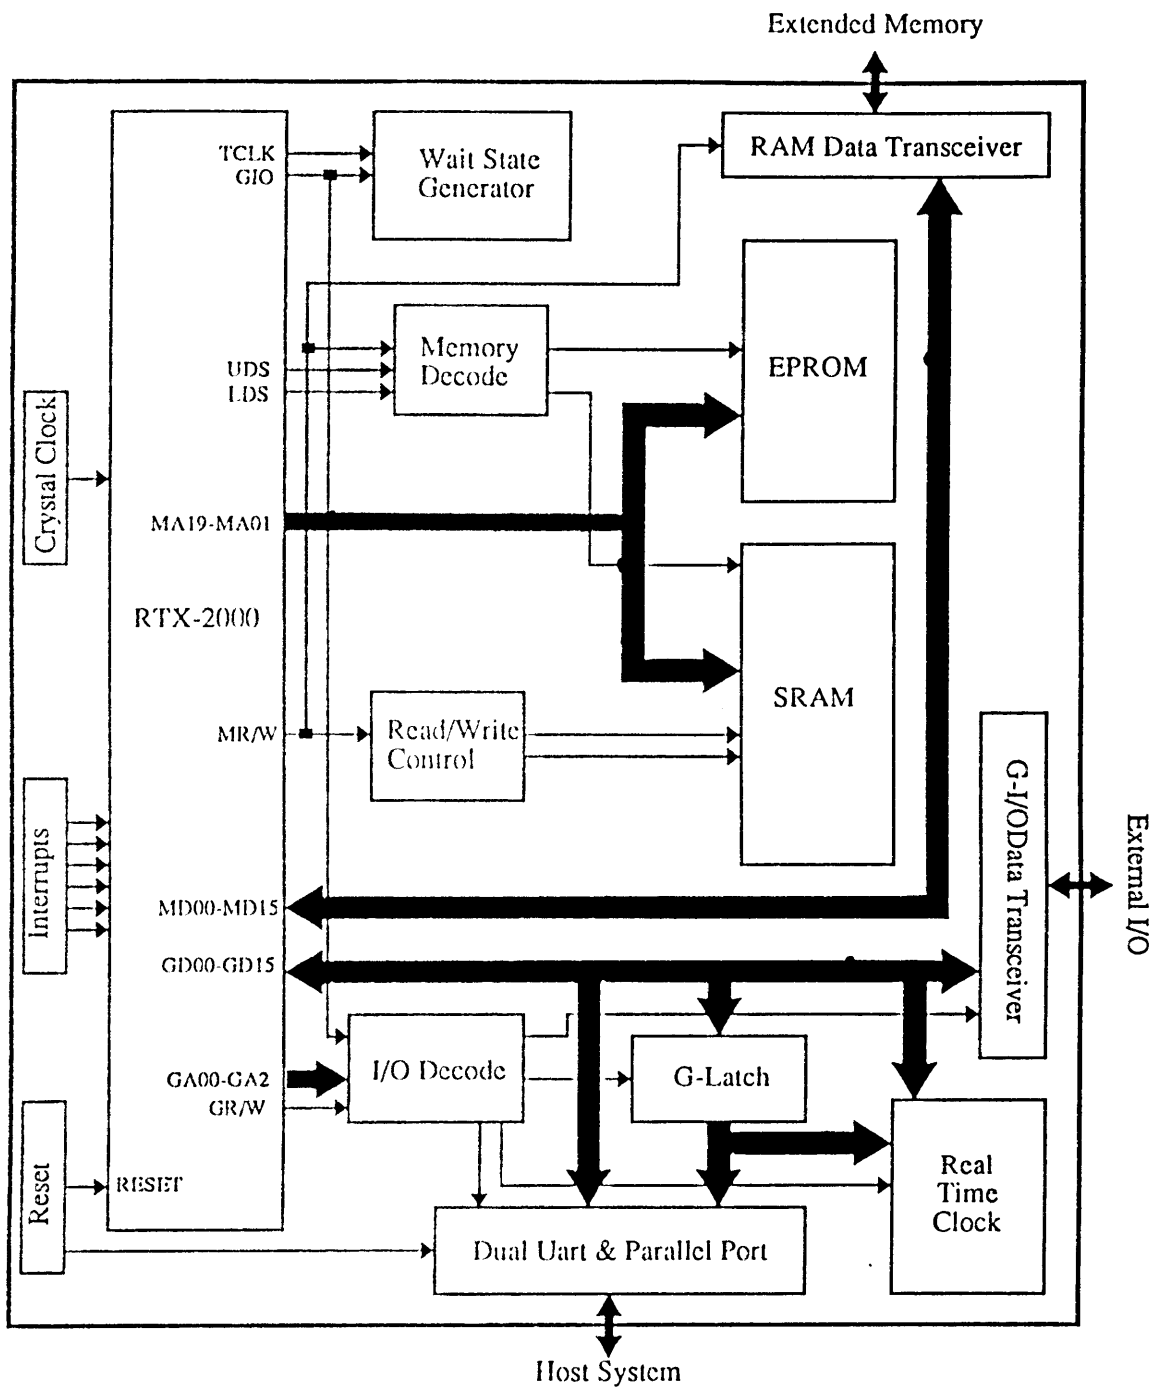 Extended Memory
RAM Data Transceiver
TCLK
GIO
Wait State
Generator
Memory
Decode
EPROM
UDS
LDS
Crystal Clock
MA19-MA01
RTX-2000
SRAM
MR/W
Read/Write
Control
G-I/OData Transceiver
External I/O
Interrupts
MD00-MD15
GD00-GD15
I/O Decode
G-Latch
GA00-GA2
GR/W
Real
Time
Clock
Reset
RESET
Dual Uart & Parallel Port
Host System